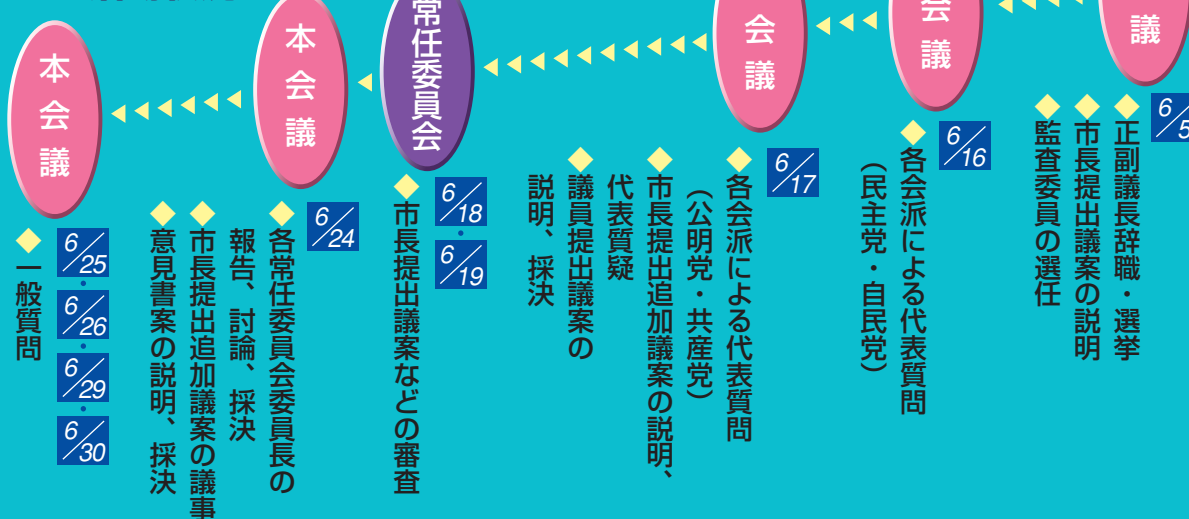 議
6/5
正副議長辞職・選挙
市長提出議案の説明
監査委員の選任
会議
6/16
各会派による代表質問
（民主党・自民党）
会議
6/17
各会派による代表質問
（公明党・共産党）
市長提出追加議案の説明、
代表質疑
議員提出議案の
説明、採決
常任委員会
6/18・6/19
市長提出議案などの審査
本会議
6/24
各常任委員会委員長の
報告、討論、採決
市長提出追加議案の議事
意見書案の説明、採決
本会議
6/25・6/26・6/29・6/30
一般質問